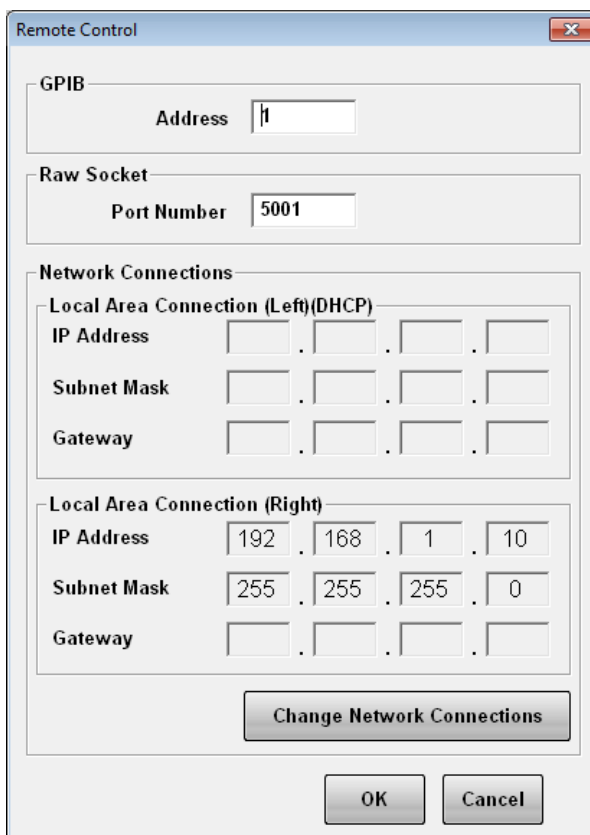 Remote Control
GPIB
Address 1
Raw Socket
Port Number 5001
Network Connections
Local Area Connection (Left)(DHCP)
IP Address . . .
Subnet Mask . . .
Gateway . . .
Local Area Connection (Right)
IP Address 192 . 168 . 1 . 10
Subnet Mask 255 . 255 . 255 . 0
Gateway . . .
Change Network Connections
OK Cancel